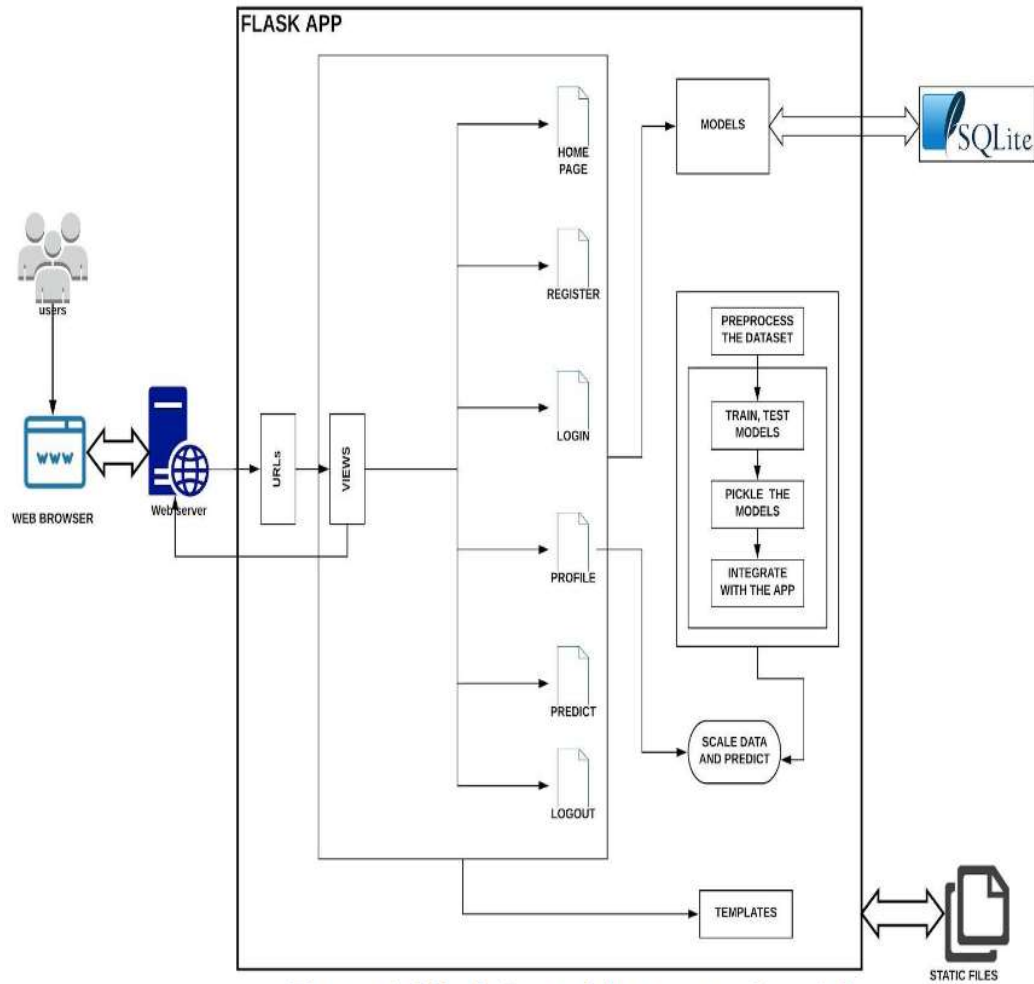 FLASK APP
HOME
PAGE
REGISTER
LOGIN
PROFILE
PREDICT
LOGOUT
MODELS
SQLite
users
WWW
WEB BROWSER
Web server
URLs
VIEWS
PREPROCESS
THE DATASET
TRAIN, TEST
MODELS
PICKLE THE
MODELS
INTEGRATE
WITH THE APP
SCALE DATA
AND PREDICT
TEMPLATES
STATIC FILES